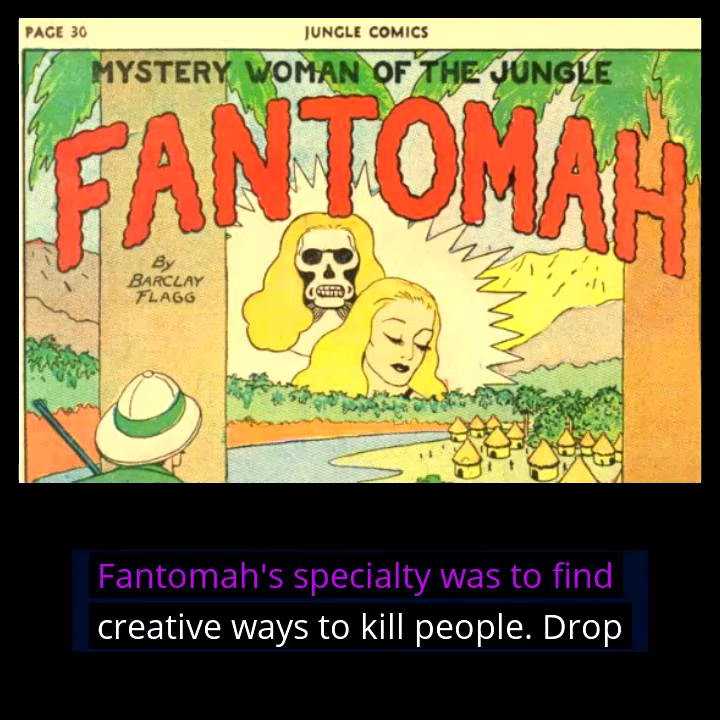 PAGE 30
JUNGLE COMICS
MYSTERY WOMAN OF THE JUNGLE
FANTOMAH
By
BARCLAY
FLAGG
Fantomah's specialty was to find
creative ways to kill people. Drop